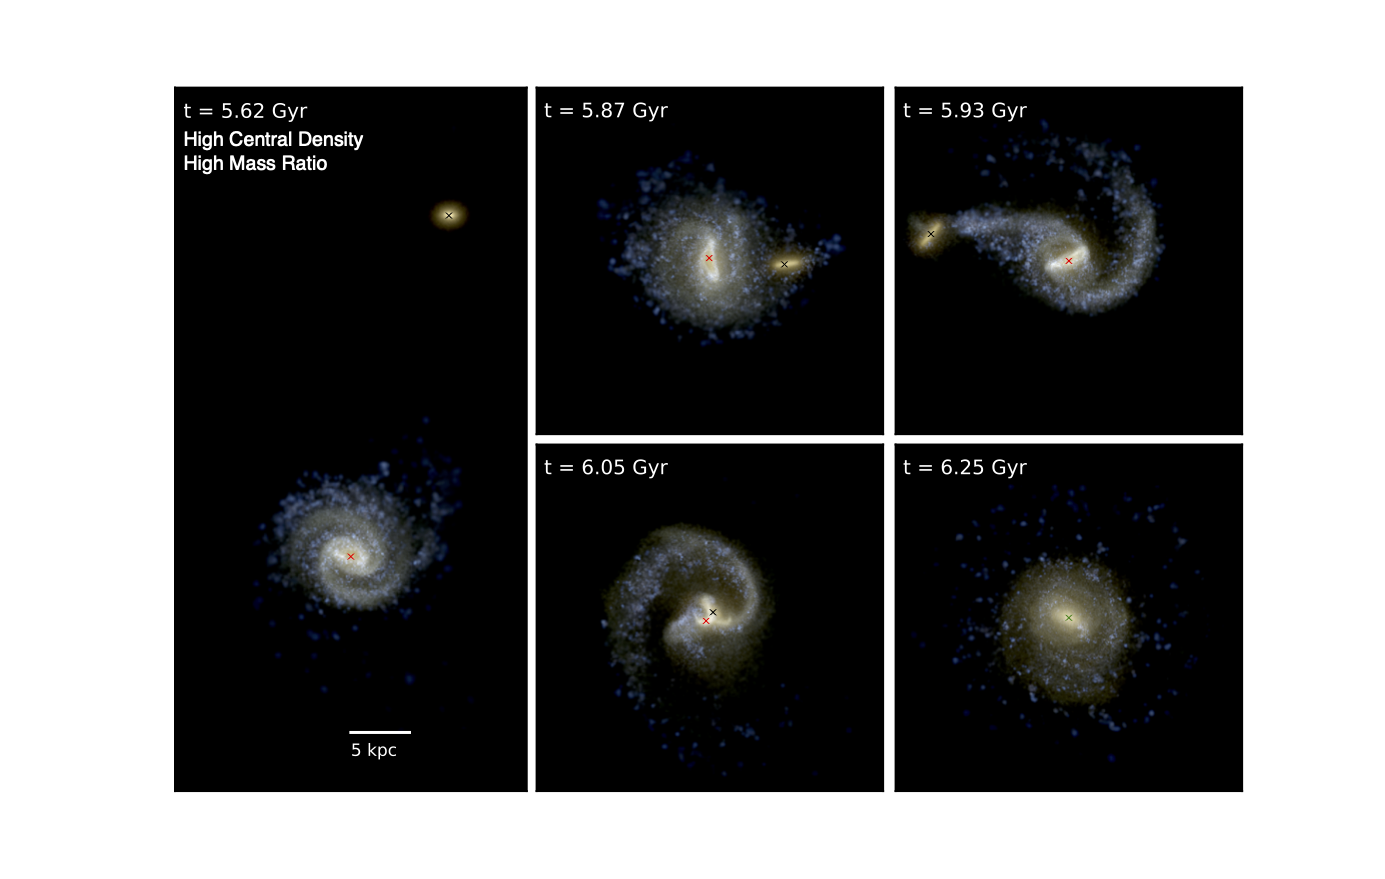 t = 5.62 Gyr
High Central Density
High Mass Ratio
5 kpc
t = 5.87 Gyr
t = 5.93 Gyr
t = 6.05 Gyr
t = 6.25 Gyr